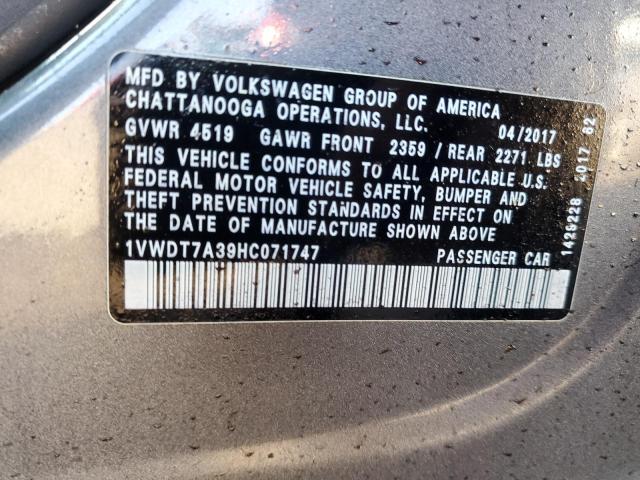 MFD BY VOLKSWAGEN GROUP OF AMERICA
CHATTANOOGA OPERATIONS, LLC. 04/2017
GVWR 4519 GAWR FRONT 2359 / REAR 2271 LBS
THIS VEHICLE CONFORMS TO ALL APPLICABLE U.S.
FEDERAL MOTOR VEHICLE SAFETY, BUMPER AND
THEFT PREVENTION STANDARDS IN EFFECT ON
THE DATE OF MANUFACTURE SHOWN ABOVE.
1VWDT7A39HC071747 PASSENGER CAR
1429228 2017 62